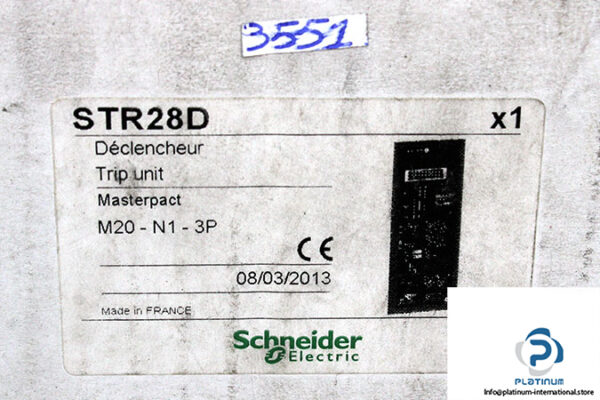 3551
STR28D x1
Déclencheur
Trip unit
Masterpact
M20 - N1 - 3P
CE
08/03/2013
Made in FRANCE
Schneider
Electric
PLATINUM
Info@platinum-international.store